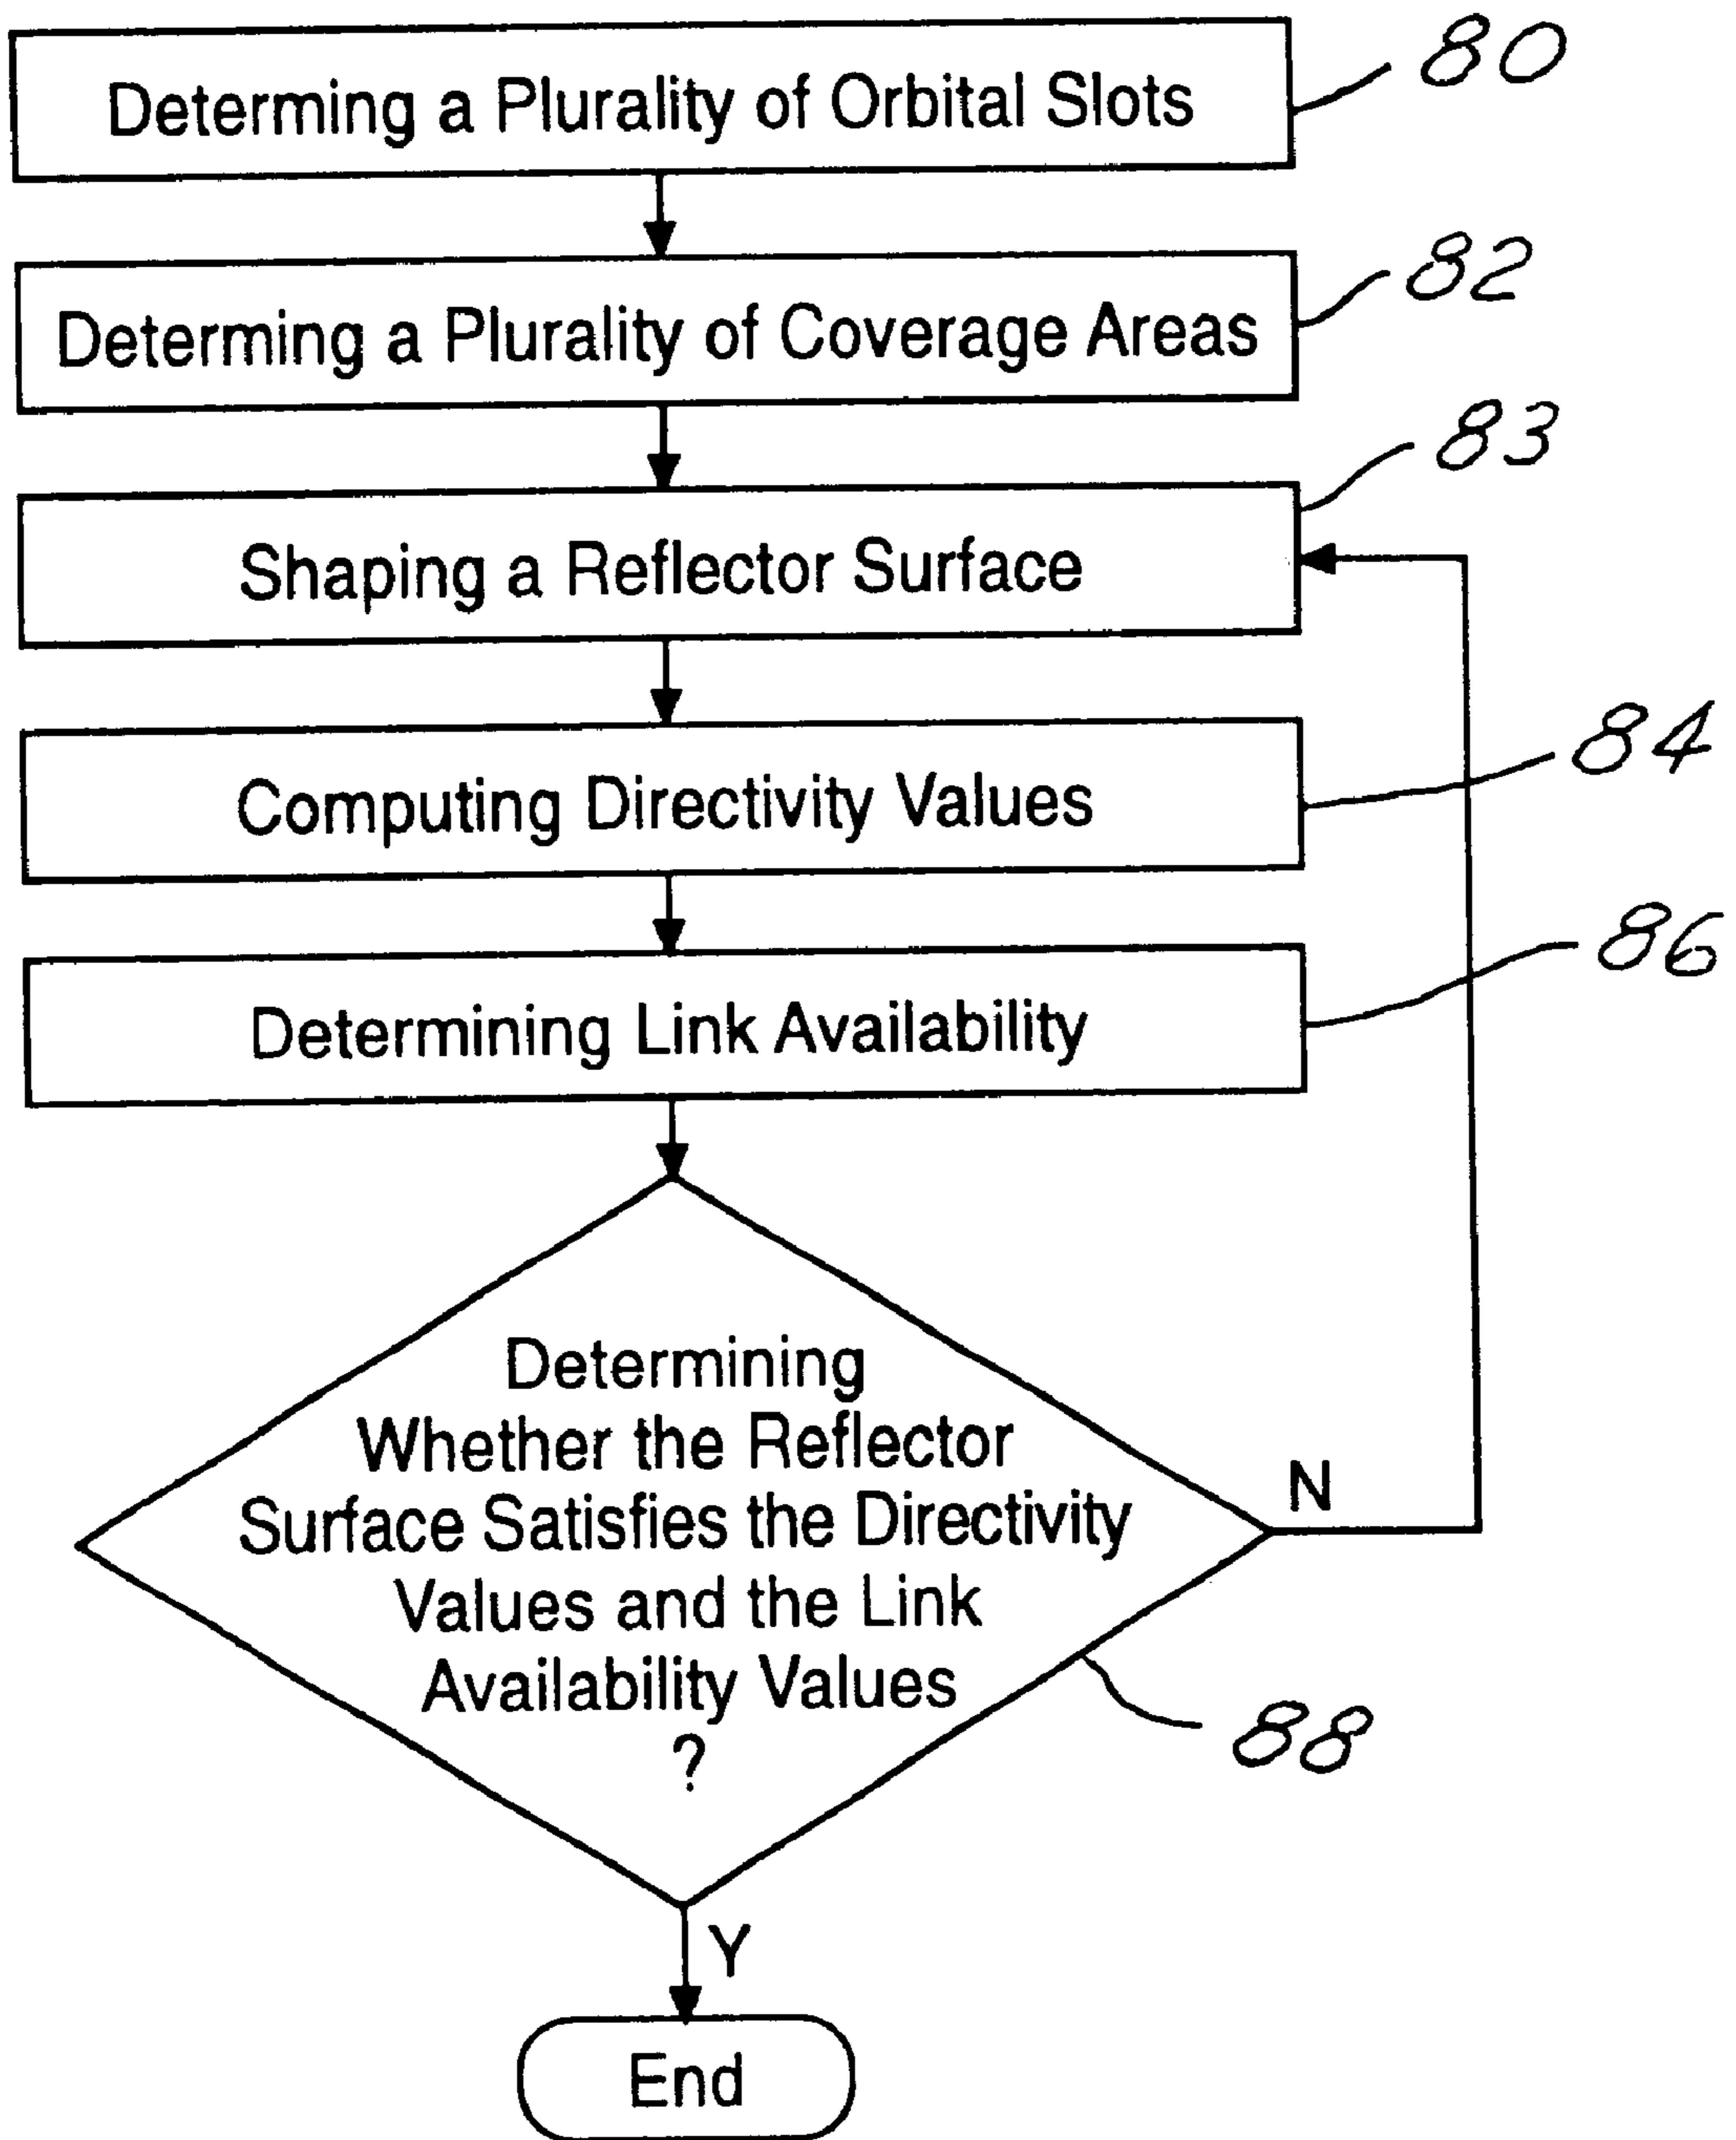 Determing a Plurality of Orbital Slots
80
Determing a Plurality of Coverage Areas
82
83
Shaping a Reflector Surface
Computing Directivity Values
84
Determining Link Availability
86
Determining
Whether the Reflector
Surface Satisfies the Directivity
Values and the Link
Availability Values
?
N
88
Y
End